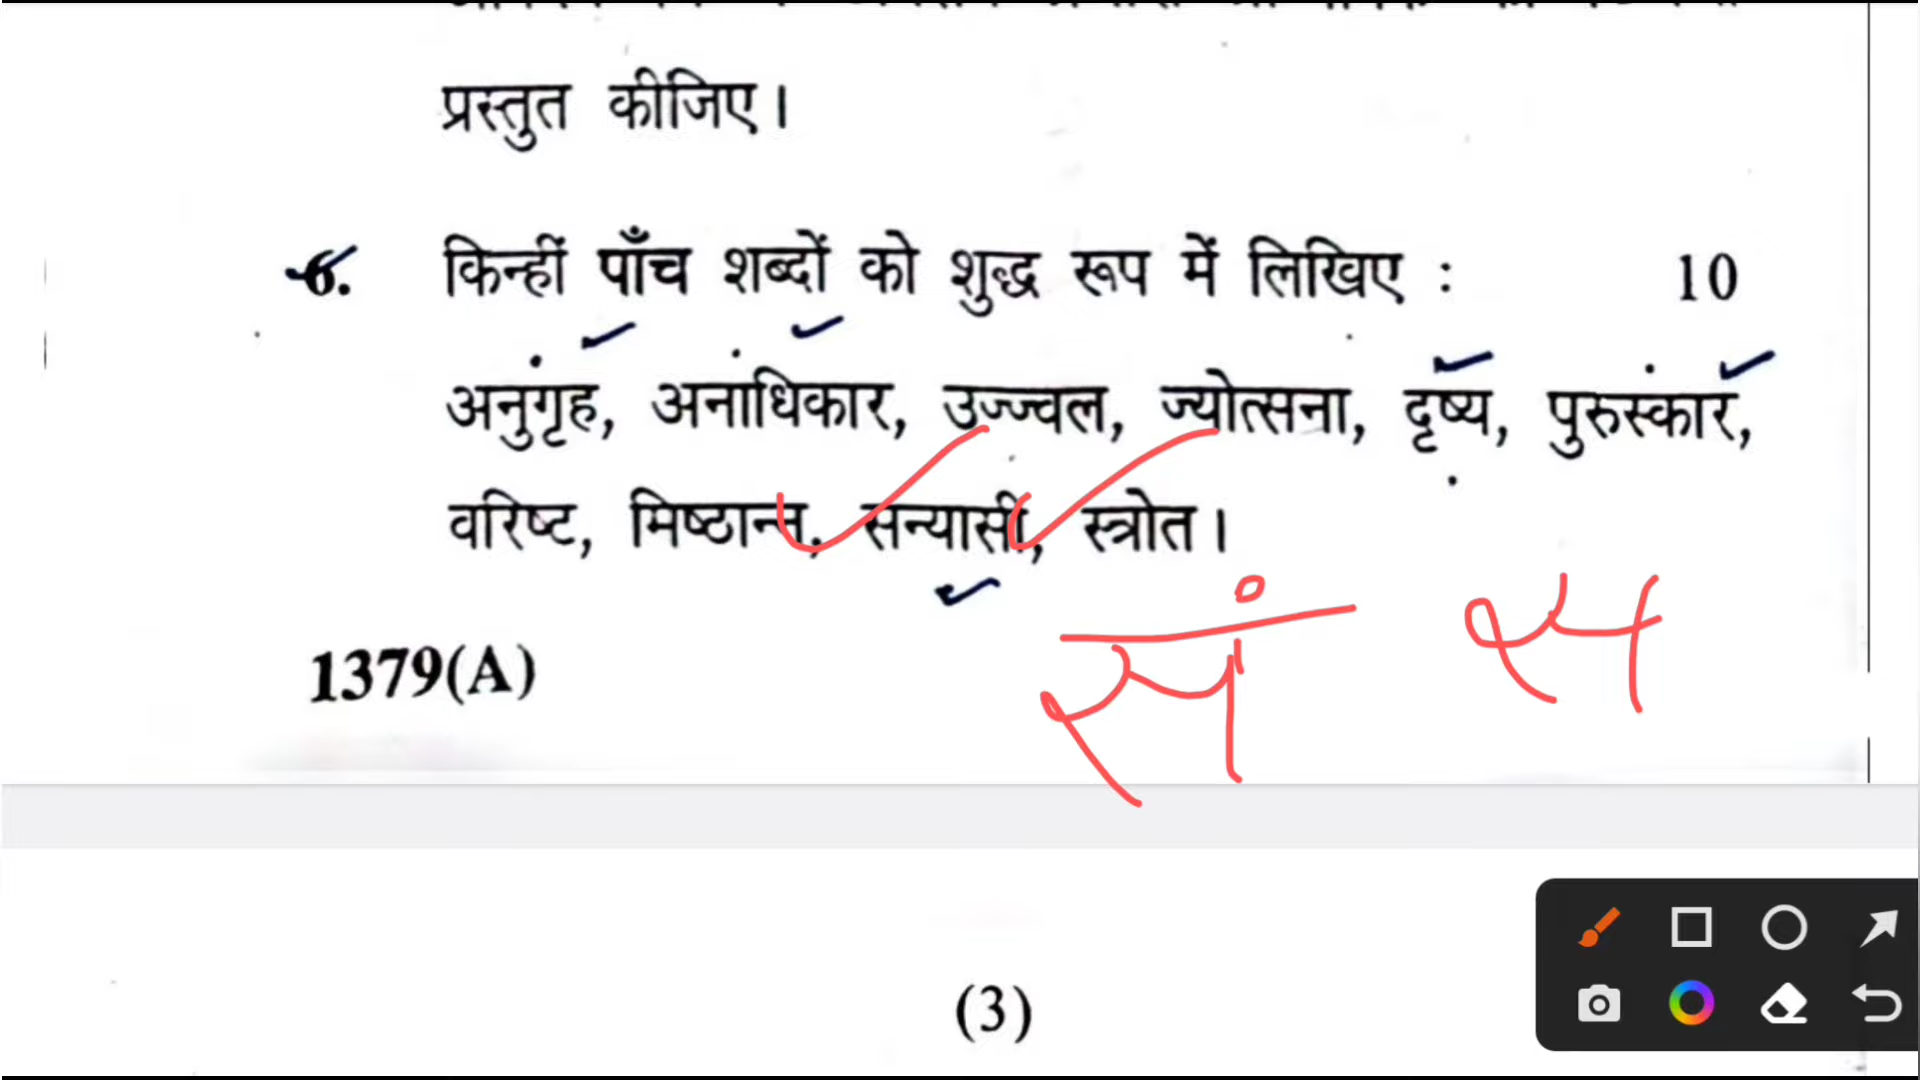 प्रस्तुत कीजिए।
6. किन्हीं पाँच शब्दों को शुद्ध रूप में लिखिए : 10
अनुगृह, अनाधिकार, उज्ज्वल, ज्योत्सना, दृष्य, पुरुस्कार,
वरिष्ट, मिष्ठान्न, सन्यासी, स्त्रोत।
सं स
1379(A)
(3)